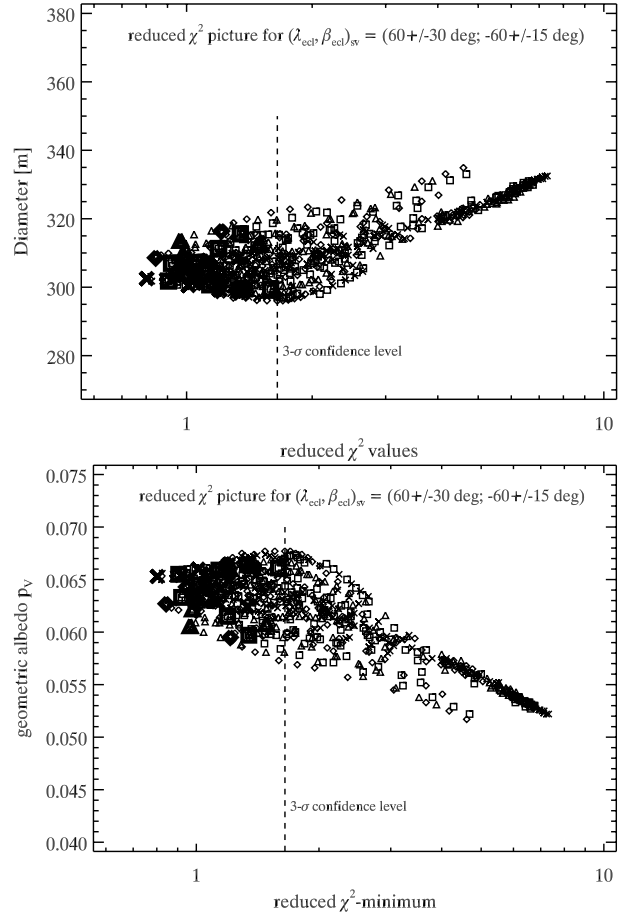 reduced χ² picture for (λecl, βecl)sv = (60+/-30 deg; -60+/-15 deg)
380
360
340
320
300
280
Diameter [m]
3-σ confidence level
1
10
reduced χ² values
reduced χ² picture for (λecl, βecl)sv = (60+/-30 deg; -60+/-15 deg)
0.075
0.070
0.065
0.060
0.055
0.050
0.045
0.040
geometric albedo pV
3-σ confidence level
1
10
reduced χ²-minimum